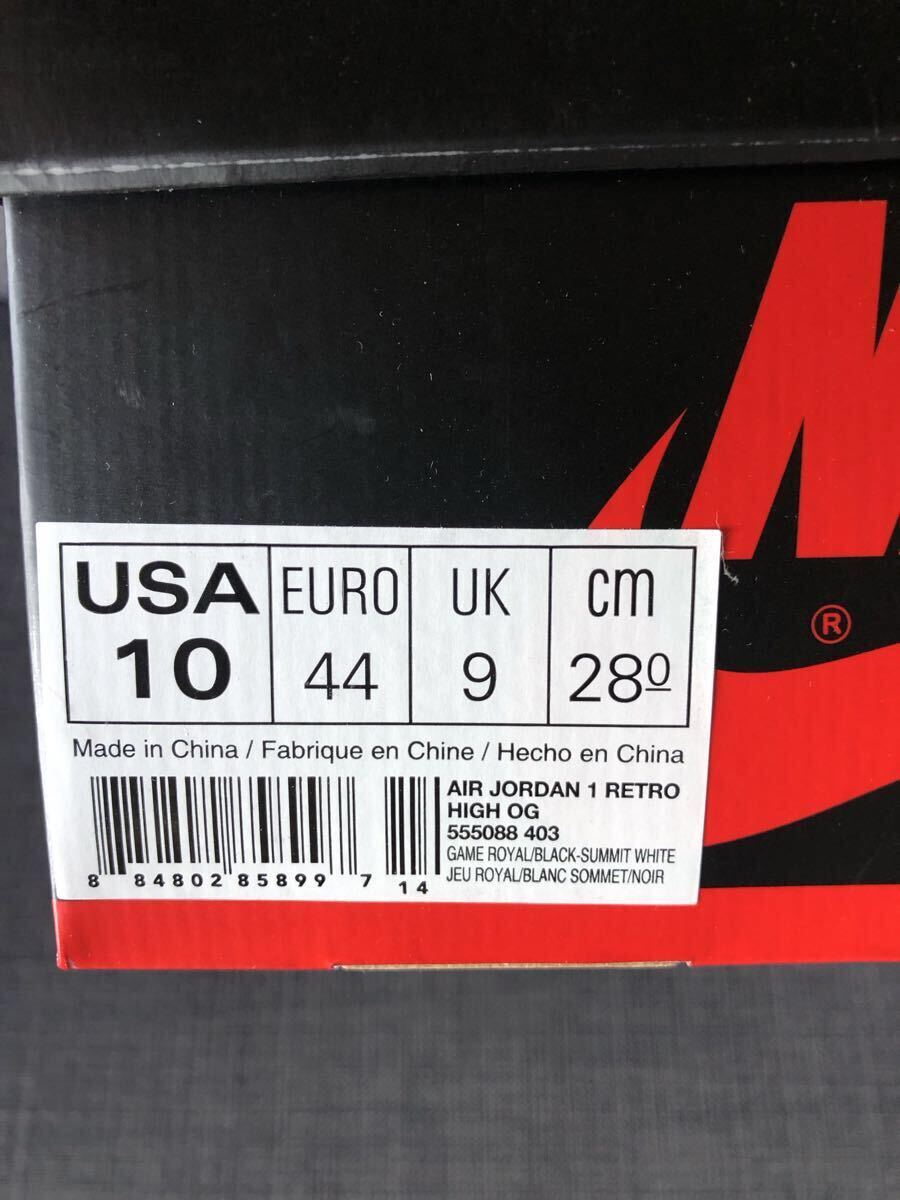 USA EURO UK cm
10 44 9 280
Made in China / Fabrique en Chine / Hecho en China
AIR JORDAN 1 RETRO
HIGH OG
555088 403
GAME ROYAL/BLACK-SUMMIT WHITE
JEU ROYAL/BLANC SOMMET/NOIR
8 84802 85899 7 14
®